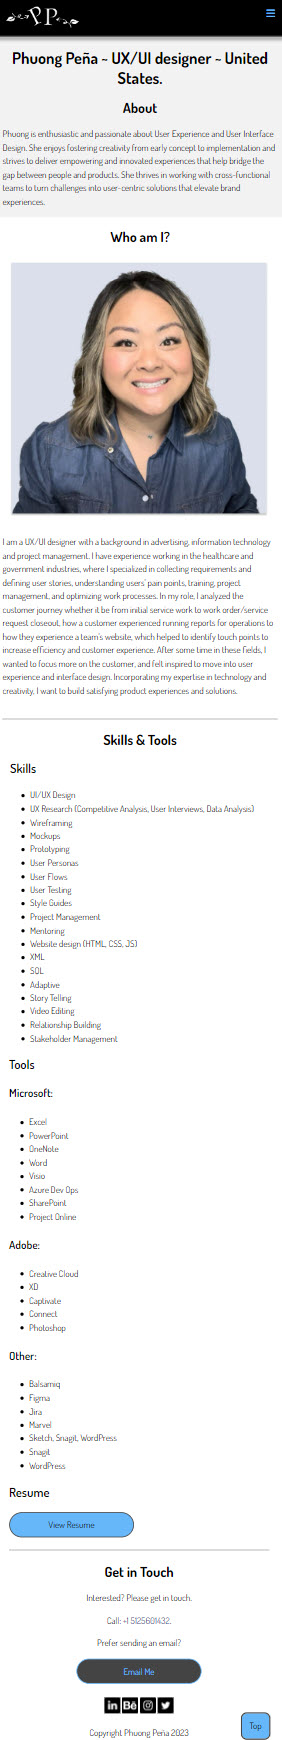 PP
Phuong Peña ~ UX/UI designer ~ United
States.
About
Phuong is enthusiastic and passionate about User Experience and User Interface
Design. She enjoys fostering creativity from early concept to implementation and
strives to deliver empowering and innovated experiences that help bridge the
gap between people and products. She thrives in working with cross-functional
teams to turn challenges into user-centric solutions that elevate brand
experiences.
Who am I?
I am a UX/UI designer with a background in advertising, information technology
and project management. I have experience working in the healthcare and
government industries, where I specialized in collecting requirements and
defining user stories, understanding users' pain points, training, project
management, and optimizing work processes. In my role, I analyzed the
customer journey whether it be from initial service work to work order/service
request closeout, how a customer experienced running reports for operations to
how they experience a team's website, which helped to identify touch points to
increase efficiency and customer experience. After some time in these fields, I
wanted to focus more on the customer, and felt inspired to move into user
experience and interface design. Incorporating my expertise in technology and
creativity, I want to build satisfying product experiences and solutions.
Skills & Tools
Skills
UI/UX Design
UX Research (Competitive Analysis, User Interviews, Data Analysis)
Wireframing
Mockups
Prototyping
User Personas
User Flows
User Testing
Style Guides
Project Management
Mentoring
Website design (HTML, CSS, JS)
XML
SQL
Adaptive
Story Telling
Video Editing
Relationship Building
Stakeholder Management
Tools
Microsoft:
Excel
PowerPoint
OneNote
Word
Visio
Azure Dev Ops
SharePoint
Project Online
Adobe:
Creative Cloud
XD
Captivate
Connect
Photoshop
Other:
Balsamiq
Figma
Jira
Marvel
Sketch, Snagit, WordPress
Snagit
WordPress
Resume
View Resume
Get in Touch
Interested? Please get in touch.
Call: +1 5125601432.
Prefer sending an email?
Email Me
in Bē
Top
Copyright Phuong Peña 2023